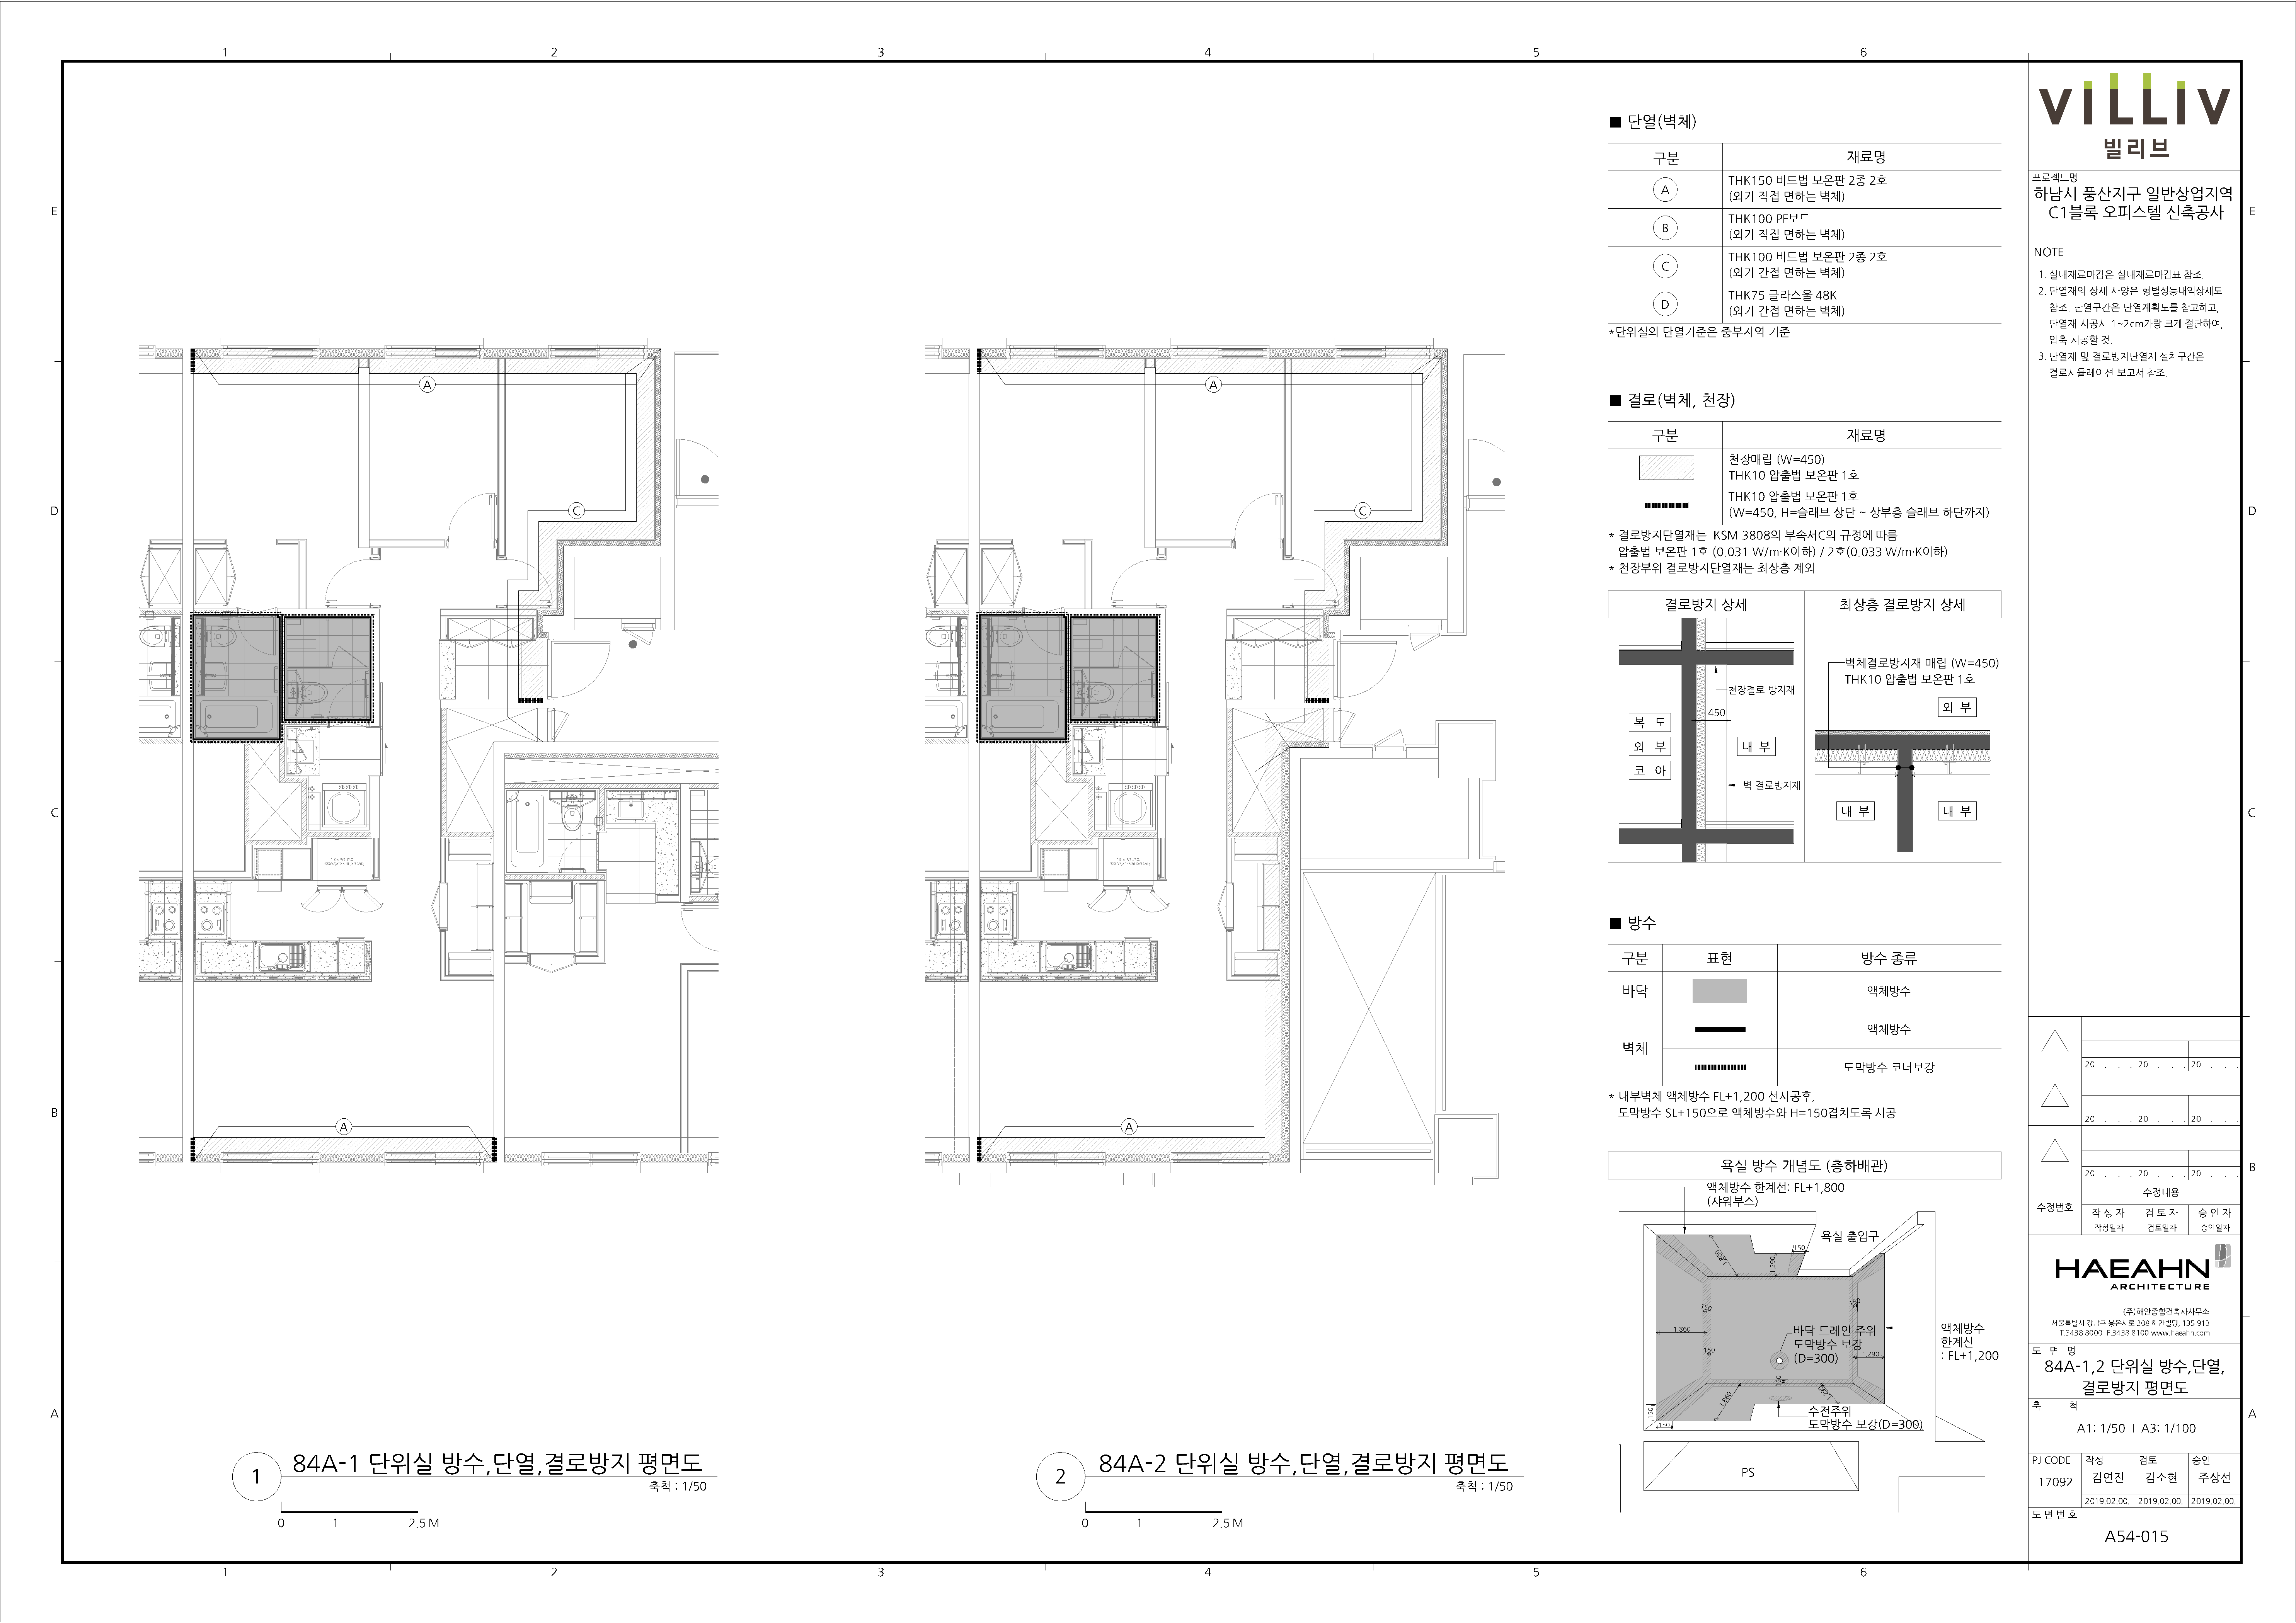 1 2 3 4 5 6
E
D
C
B
A
A
C
A
A
C
A
1
84A-1 단위실 방수,단열,결로방지 평면도
축척 : 1/50
0 1 2.5 M
2
84A-2 단위실 방수,단열,결로방지 평면도
축척 : 1/50
0 1 2.5 M
■ 단열(벽체)
구분 재료명
A THK150 비드법 보온판 2종 2호
(외기 직접 면하는 벽체)
B THK100 PF보드
(외기 직접 면하는 벽체)
C THK100 비드법 보온판 2종 2호
(외기 간접 면하는 벽체)
D THK75 글라스울 48K
(외기 간접 면하는 벽체)
*단위실의 단열기준은 중부지역 기준
■ 결로(벽체, 천장)
구분 재료명
천장매립 (W=450)
THK10 압출법 보온판 1호
THK10 압출법 보온판 1호
(W=450, H=슬래브 상단 ~ 상부층 슬래브 하단까지)
* 결로방지단열재는 KSM 3808의 부속서C의 규정에 따름
압출법 보온판 1호 (0.031 W/m·K이하) / 2호(0.033 W/m·K이하)
* 천장부위 결로방지단열재는 최상층 제외
결로방지 상세 최상층 결로방지 상세
천장결로 방지재
450
복 도
외 부
코 아
내 부
벽 결로방지재
벽체결로방지재 매립 (W=450)
THK10 압출법 보온판 1호
외 부
내 부 내 부
■ 방수
구분 표현 방수 종류
바닥 액체방수
벽체 액체방수
도막방수 코너보강
* 내부벽체 액체방수 FL+1,200 선시공후,
도막방수 SL+150으로 액체방수와 H=150겹치도록 시공
욕실 방수 개념도 (층하배관)
액체방수 한계선: FL+1,800
(샤워부스)
욕실 출입구
1,860
1,290
150
150
150
1,860
150
바닥 드레인 주위
도막방수 보강
(D=300)
1,290
액체방수
한계선
: FL+1,200
150
1,860
1,290
150
150
수전주위
도막방수 보강(D=300)
PS
VILLIV
빌리브
프로젝트명
하남시 풍산지구 일반상업지역
C1블록 오피스텔 신축공사
NOTE
1. 실내재료마감은 실내재료마감표 참조.
2. 단열재의 상세 사양은 형별성능내역상세도
참조. 단열구간은 단열계획도를 참고하고,
단열재 시공시 1~2cm가량 크게 절단하여,
압축 시공할 것.
3. 단열재 및 결로방지단열재 설치구간은
결로시뮬레이션 보고서 참조.
20 . . . 20 . . . 20 . . .
20 . . . 20 . . . 20 . . .
20 . . . 20 . . . 20 . . .
수정번호
수정내용
작 성 자 검 토 자 승 인 자
작성일자 검토일자 승인일자
HAEAHN
ARCHITECTURE
(주)해안종합건축사사무소
서울특별시 강남구 봉은사로 208 해안빌딩, 135-913
T.3438 8000 F.3438 8100 www.haeahn.com
도 면 명
84A-1,2 단위실 방수,단열,
결로방지 평면도
축 척
A1: 1/50 I A3: 1/100
PJ CODE 작성 검토 승인
17092 김연진 김소현 주상선
2019.02.00. 2019.02.00. 2019.02.00.
도 면 번 호
A54-015
E
D
C
B
A
1 2 3 4 5 6